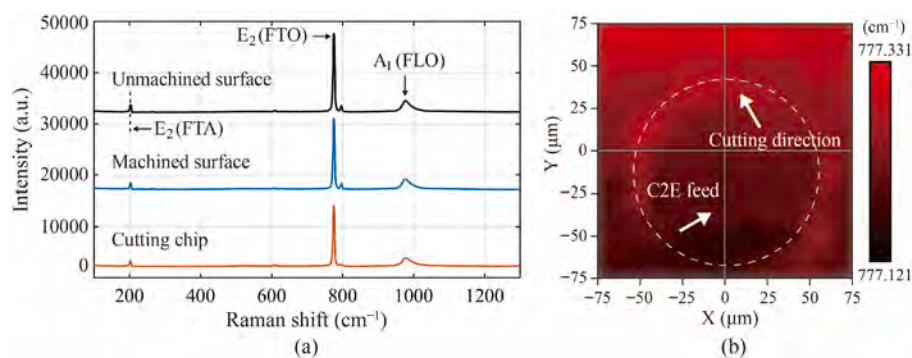 50000
40000
30000
20000
10000
0
Intensity (a.u.)
E₂ (FTO)
A₁ (FLO)
Unmachined surface
E₂ (FTA)
Machined surface
Cutting chip
200 400 600 800 1000 1200
Raman shift (cm⁻¹)
(a)
75
50
25
0
−25
−50
−75
Y (μm)
Cutting direction
C2E feed
−75 −50 −25 0 25 50 75
X (μm)
(b)
(cm⁻¹)
777.331
777.121